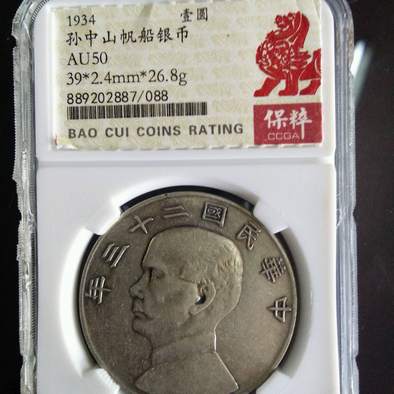 1934 壹圆
孙中山帆船银币
AU50
39*2.4mm*26.8g
889202887/088
BAO CUI COINS RATING
保粹
CCGA
年三十二國民華中